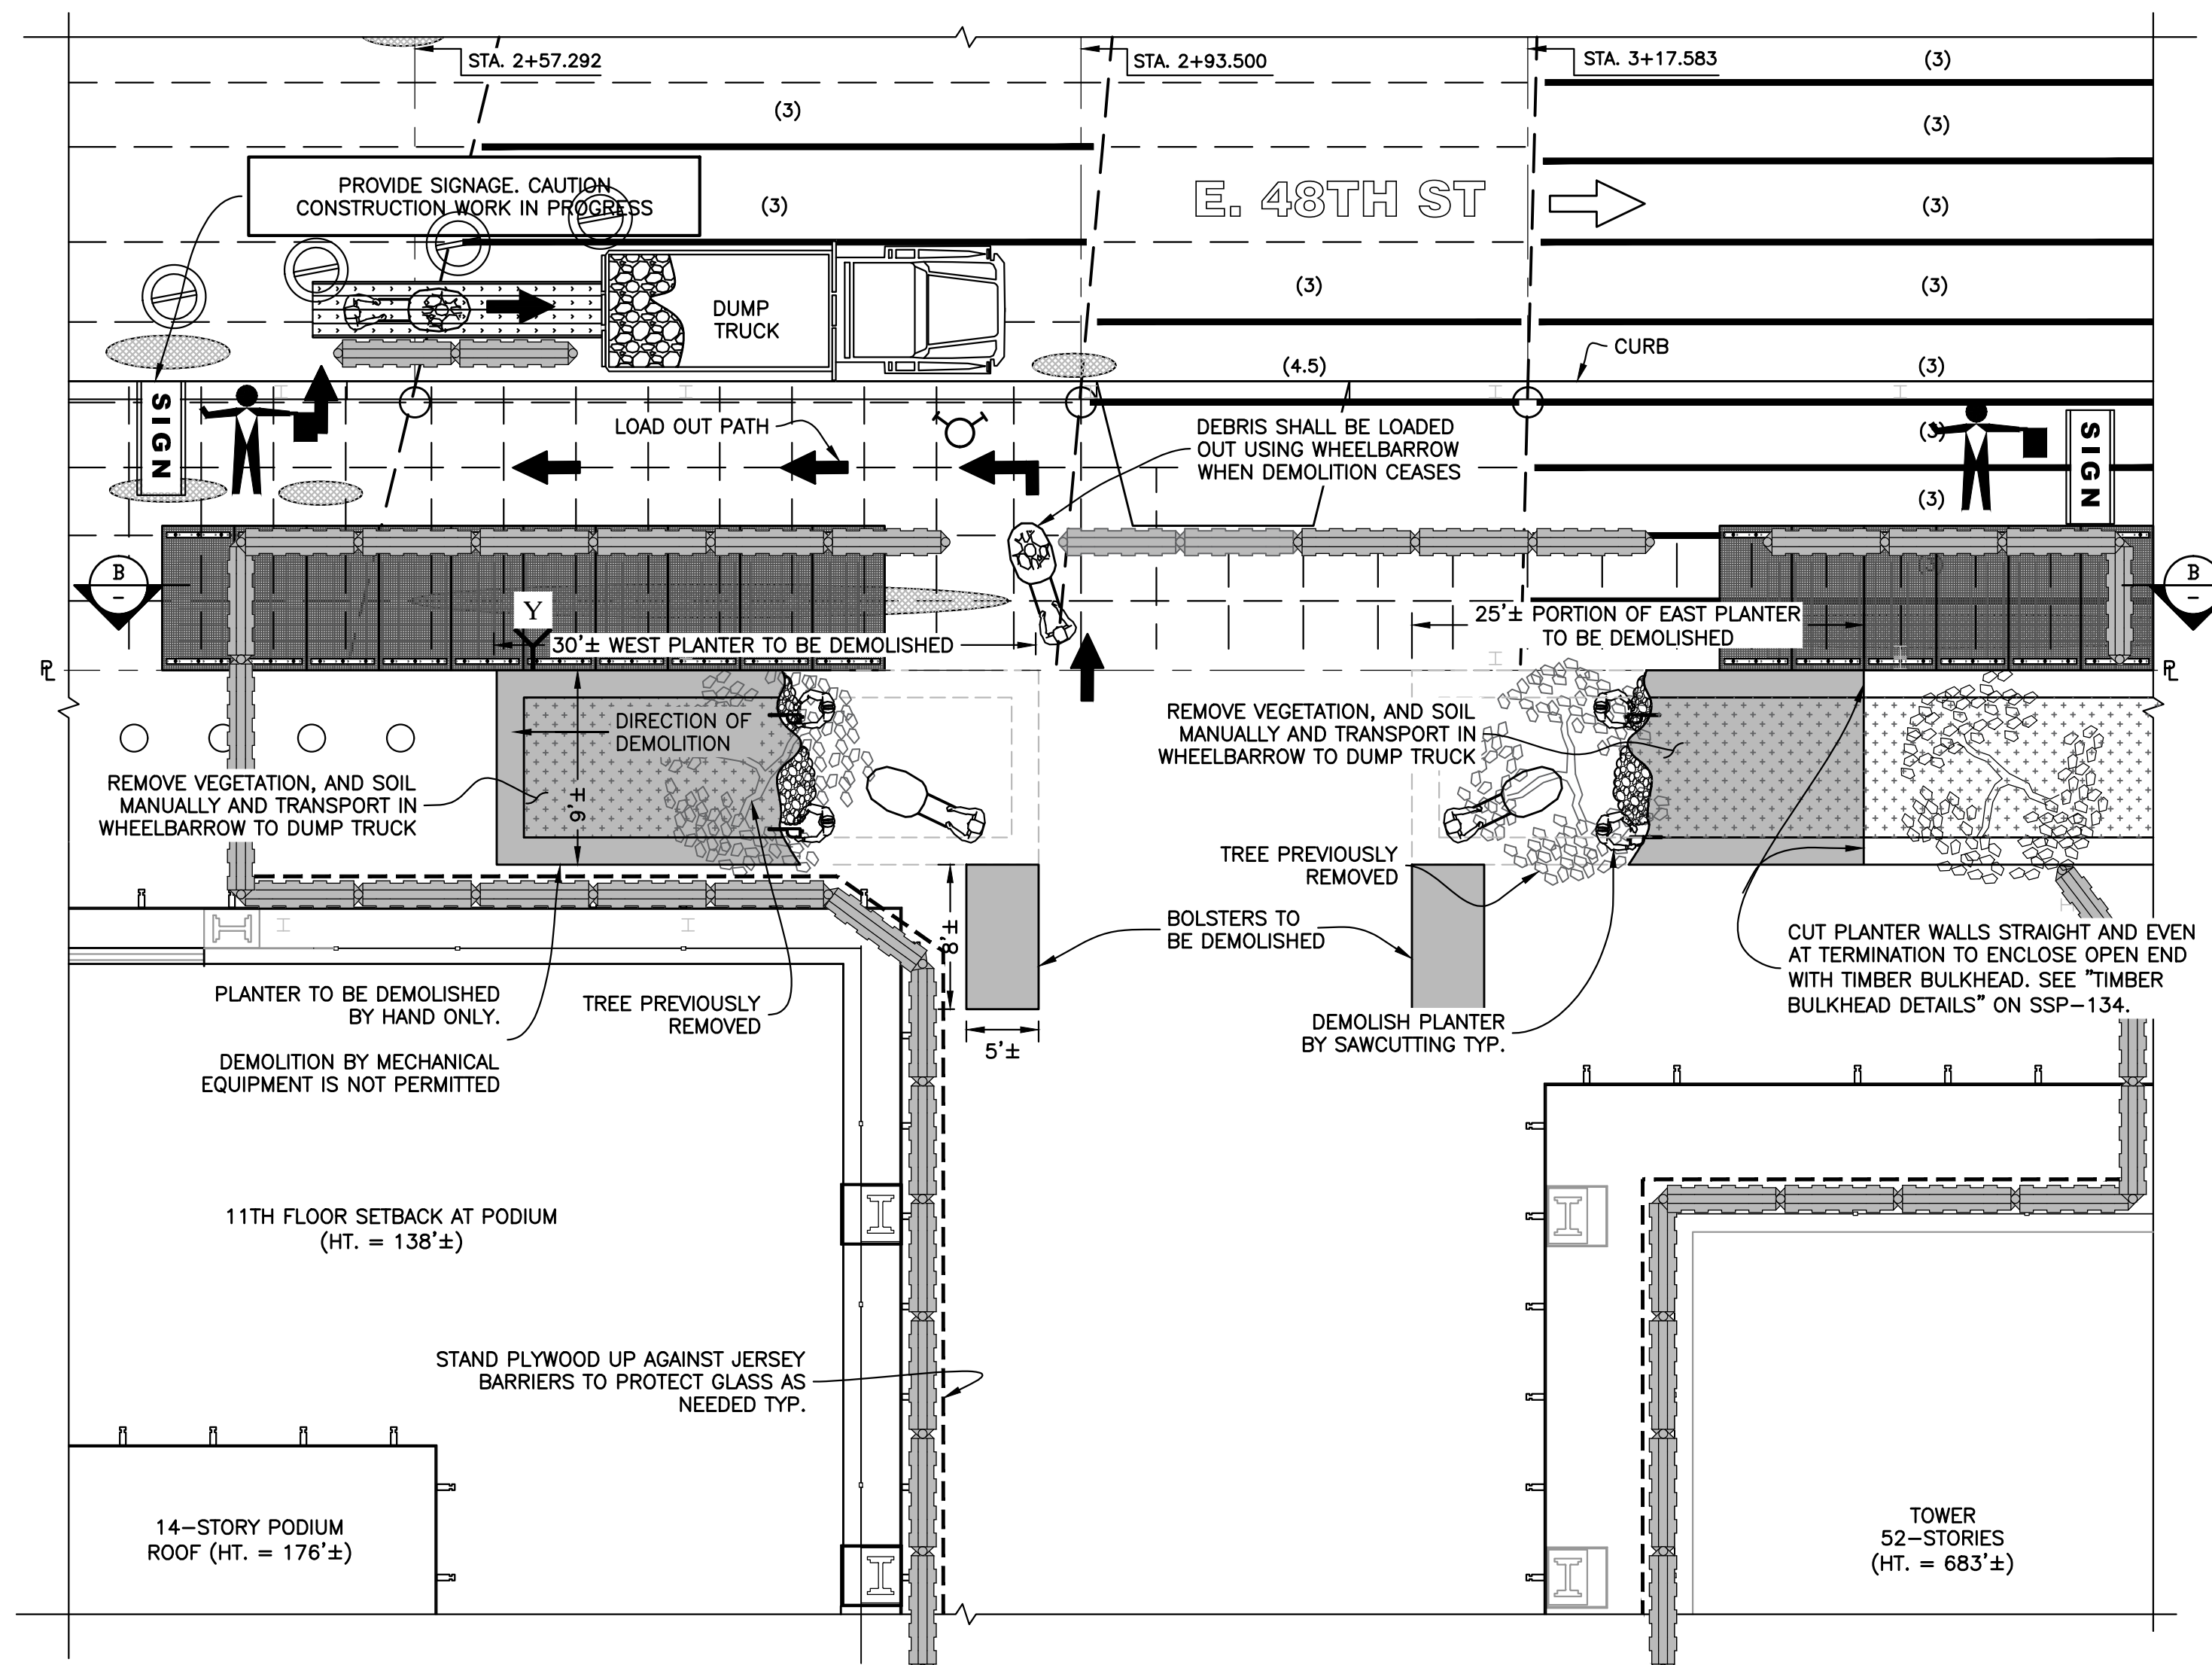 STA. 2+57.292
STA. 2+93.500
STA. 3+17.583
(3)
(3)
(3)
PROVIDE SIGNAGE. CAUTION
CONSTRUCTION WORK IN PROGRESS
(3)
E. 48TH ST
(3)
DUMP
TRUCK
(3)
(3)
CURB
(4.5)
(3)
SIGN
LOAD OUT PATH
DEBRIS SHALL BE LOADED
OUT USING WHEELBARROW
WHEN DEMOLITION CEASES
(3)
SIGN
(3)
(3)
B
–
Y
B
–
30'± WEST PLANTER TO BE DEMOLISHED
25'± PORTION OF EAST PLANTER
TO BE DEMOLISHED
PL
PL
DIRECTION OF
DEMOLITION
9'±
REMOVE VEGETATION, AND SOIL
MANUALLY AND TRANSPORT IN
WHEELBARROW TO DUMP TRUCK
REMOVE VEGETATION, AND SOIL
MANUALLY AND TRANSPORT IN
WHEELBARROW TO DUMP TRUCK
TREE PREVIOUSLY
REMOVED
8'±
BOLSTERS TO
BE DEMOLISHED
CUT PLANTER WALLS STRAIGHT AND EVEN
AT TERMINATION TO ENCLOSE OPEN END
WITH TIMBER BULKHEAD. SEE "TIMBER
BULKHEAD DETAILS" ON SSP-134.
PLANTER TO BE DEMOLISHED
BY HAND ONLY.
TREE PREVIOUSLY
REMOVED
5'±
DEMOLISH PLANTER
BY SAWCUTTING TYP.
DEMOLITION BY MECHANICAL
EQUIPMENT IS NOT PERMITTED
11TH FLOOR SETBACK AT PODIUM
(HT. = 138'±)
STAND PLYWOOD UP AGAINST JERSEY
BARRIERS TO PROTECT GLASS AS
NEEDED TYP.
14-STORY PODIUM
ROOF (HT. = 176'±)
TOWER
52-STORIES
(HT. = 683'±)